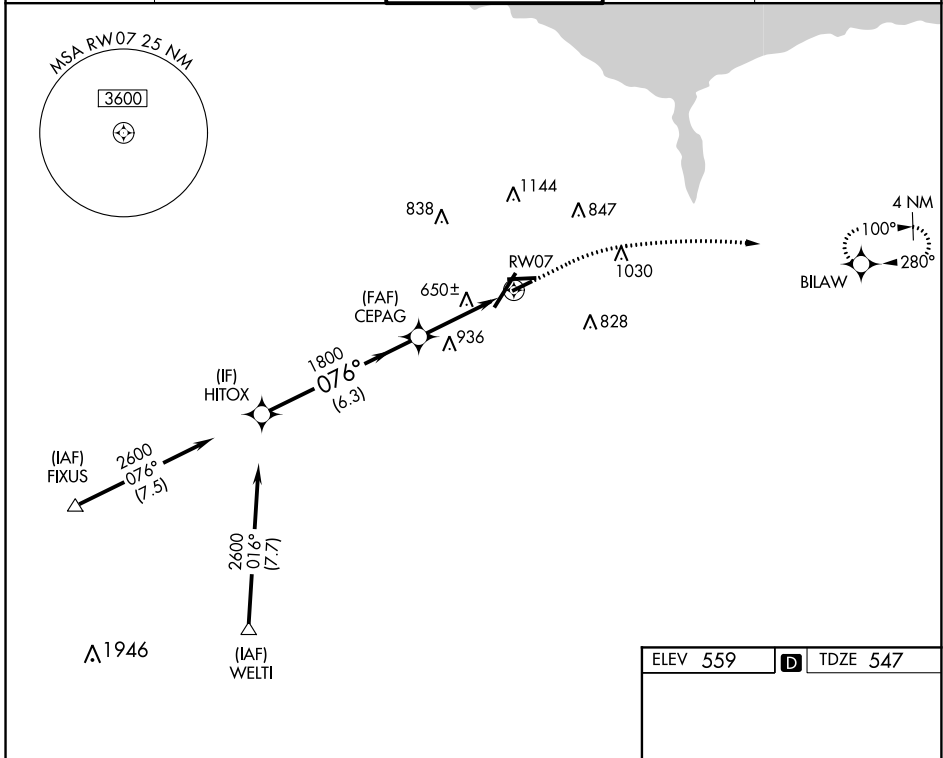 MSA RW07 25 NM
3600
1144
838
847
4 NM
100°
280°
BILAW
RW07
1030
650±
(FAF)
CEPAG
936
828
1800
076°
(6.3)
(IF)
HITOX
(IAF)
FIXUS
2600
076°
(7.5)
2600
016°
(7.7)
1946
(IAF)
WELTI
ELEV 559 D TDZE 547